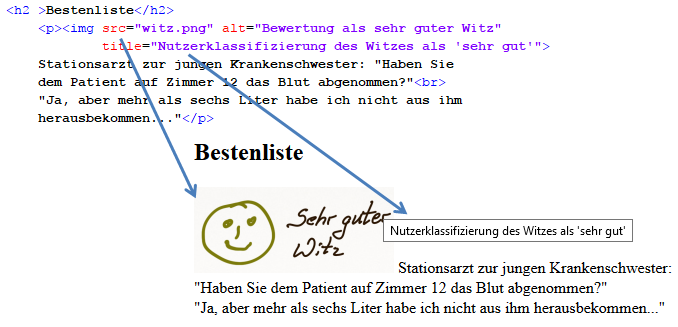 <h2 >Bestenliste</h2>
<p><img src="witz.png" alt="Bewertung als sehr guter Witz"
title="Nutzerklassifizierung des Witzes als 'sehr gut'">
Stationsarzt zur jungen Krankenschwester: "Haben Sie
dem Patient auf Zimmer 12 das Blut abgenommen?"<br>
"Ja, aber mehr als sechs Liter habe ich nicht aus ihm
herausbekommen..."</p>
Bestenliste
Sehr guter
Witz
Nutzerklassifizierung des Witzes als 'sehr gut'
Stationsarzt zur jungen Krankenschwester:
"Haben Sie dem Patient auf Zimmer 12 das Blut abgenommen?"
"Ja, aber mehr als sechs Liter habe ich nicht aus ihm herausbekommen..."